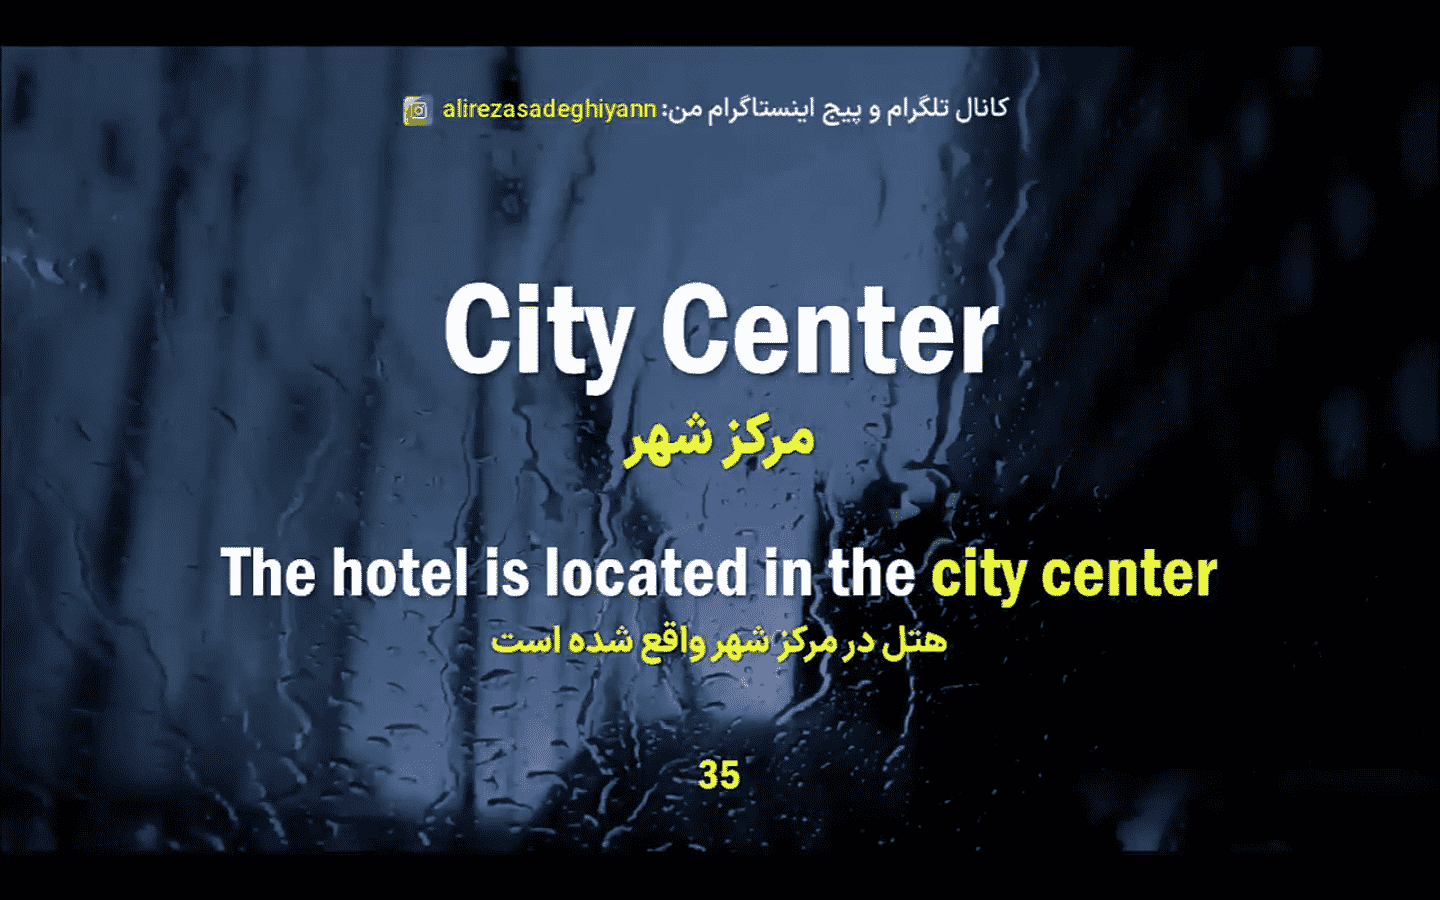 کانال تلگرام و پیج اینستاگرام من: alirezasadeghiyann
City Center
مرکز شهر
The hotel is located in the city center
هتل در مرکز شهر واقع شده است
35